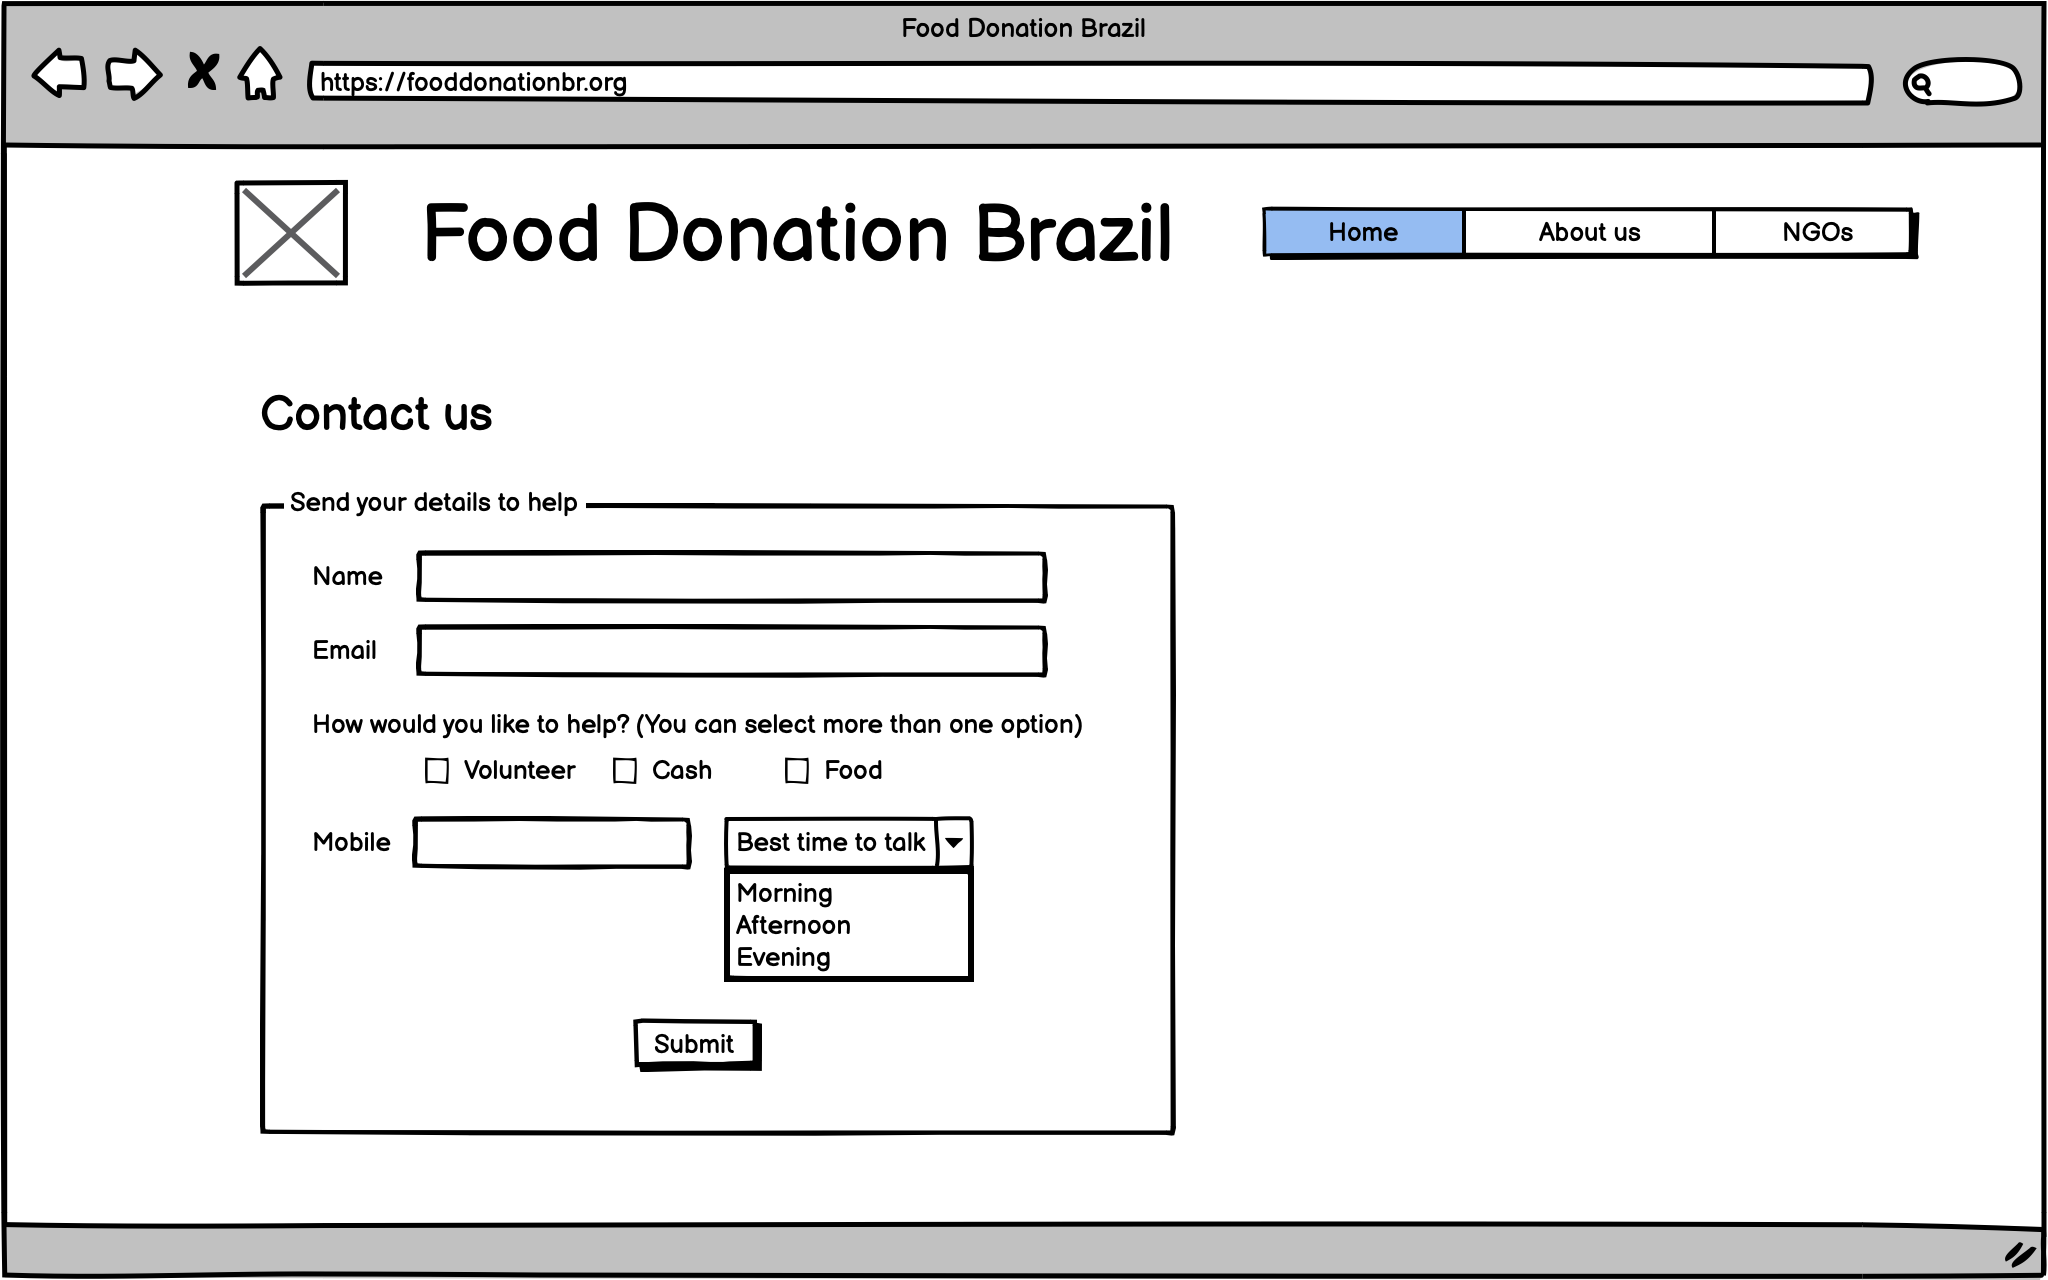 Food Donation Brazil
https://fooddonationbr.org
Food Donation Brazil
Home About us NGOs
Contact us
Send your details to help
Name
Email
How would you like to help? (You can select more than one option)
Volunteer Cash Food
Mobile Best time to talk
Morning
Afternoon
Evening
Submit